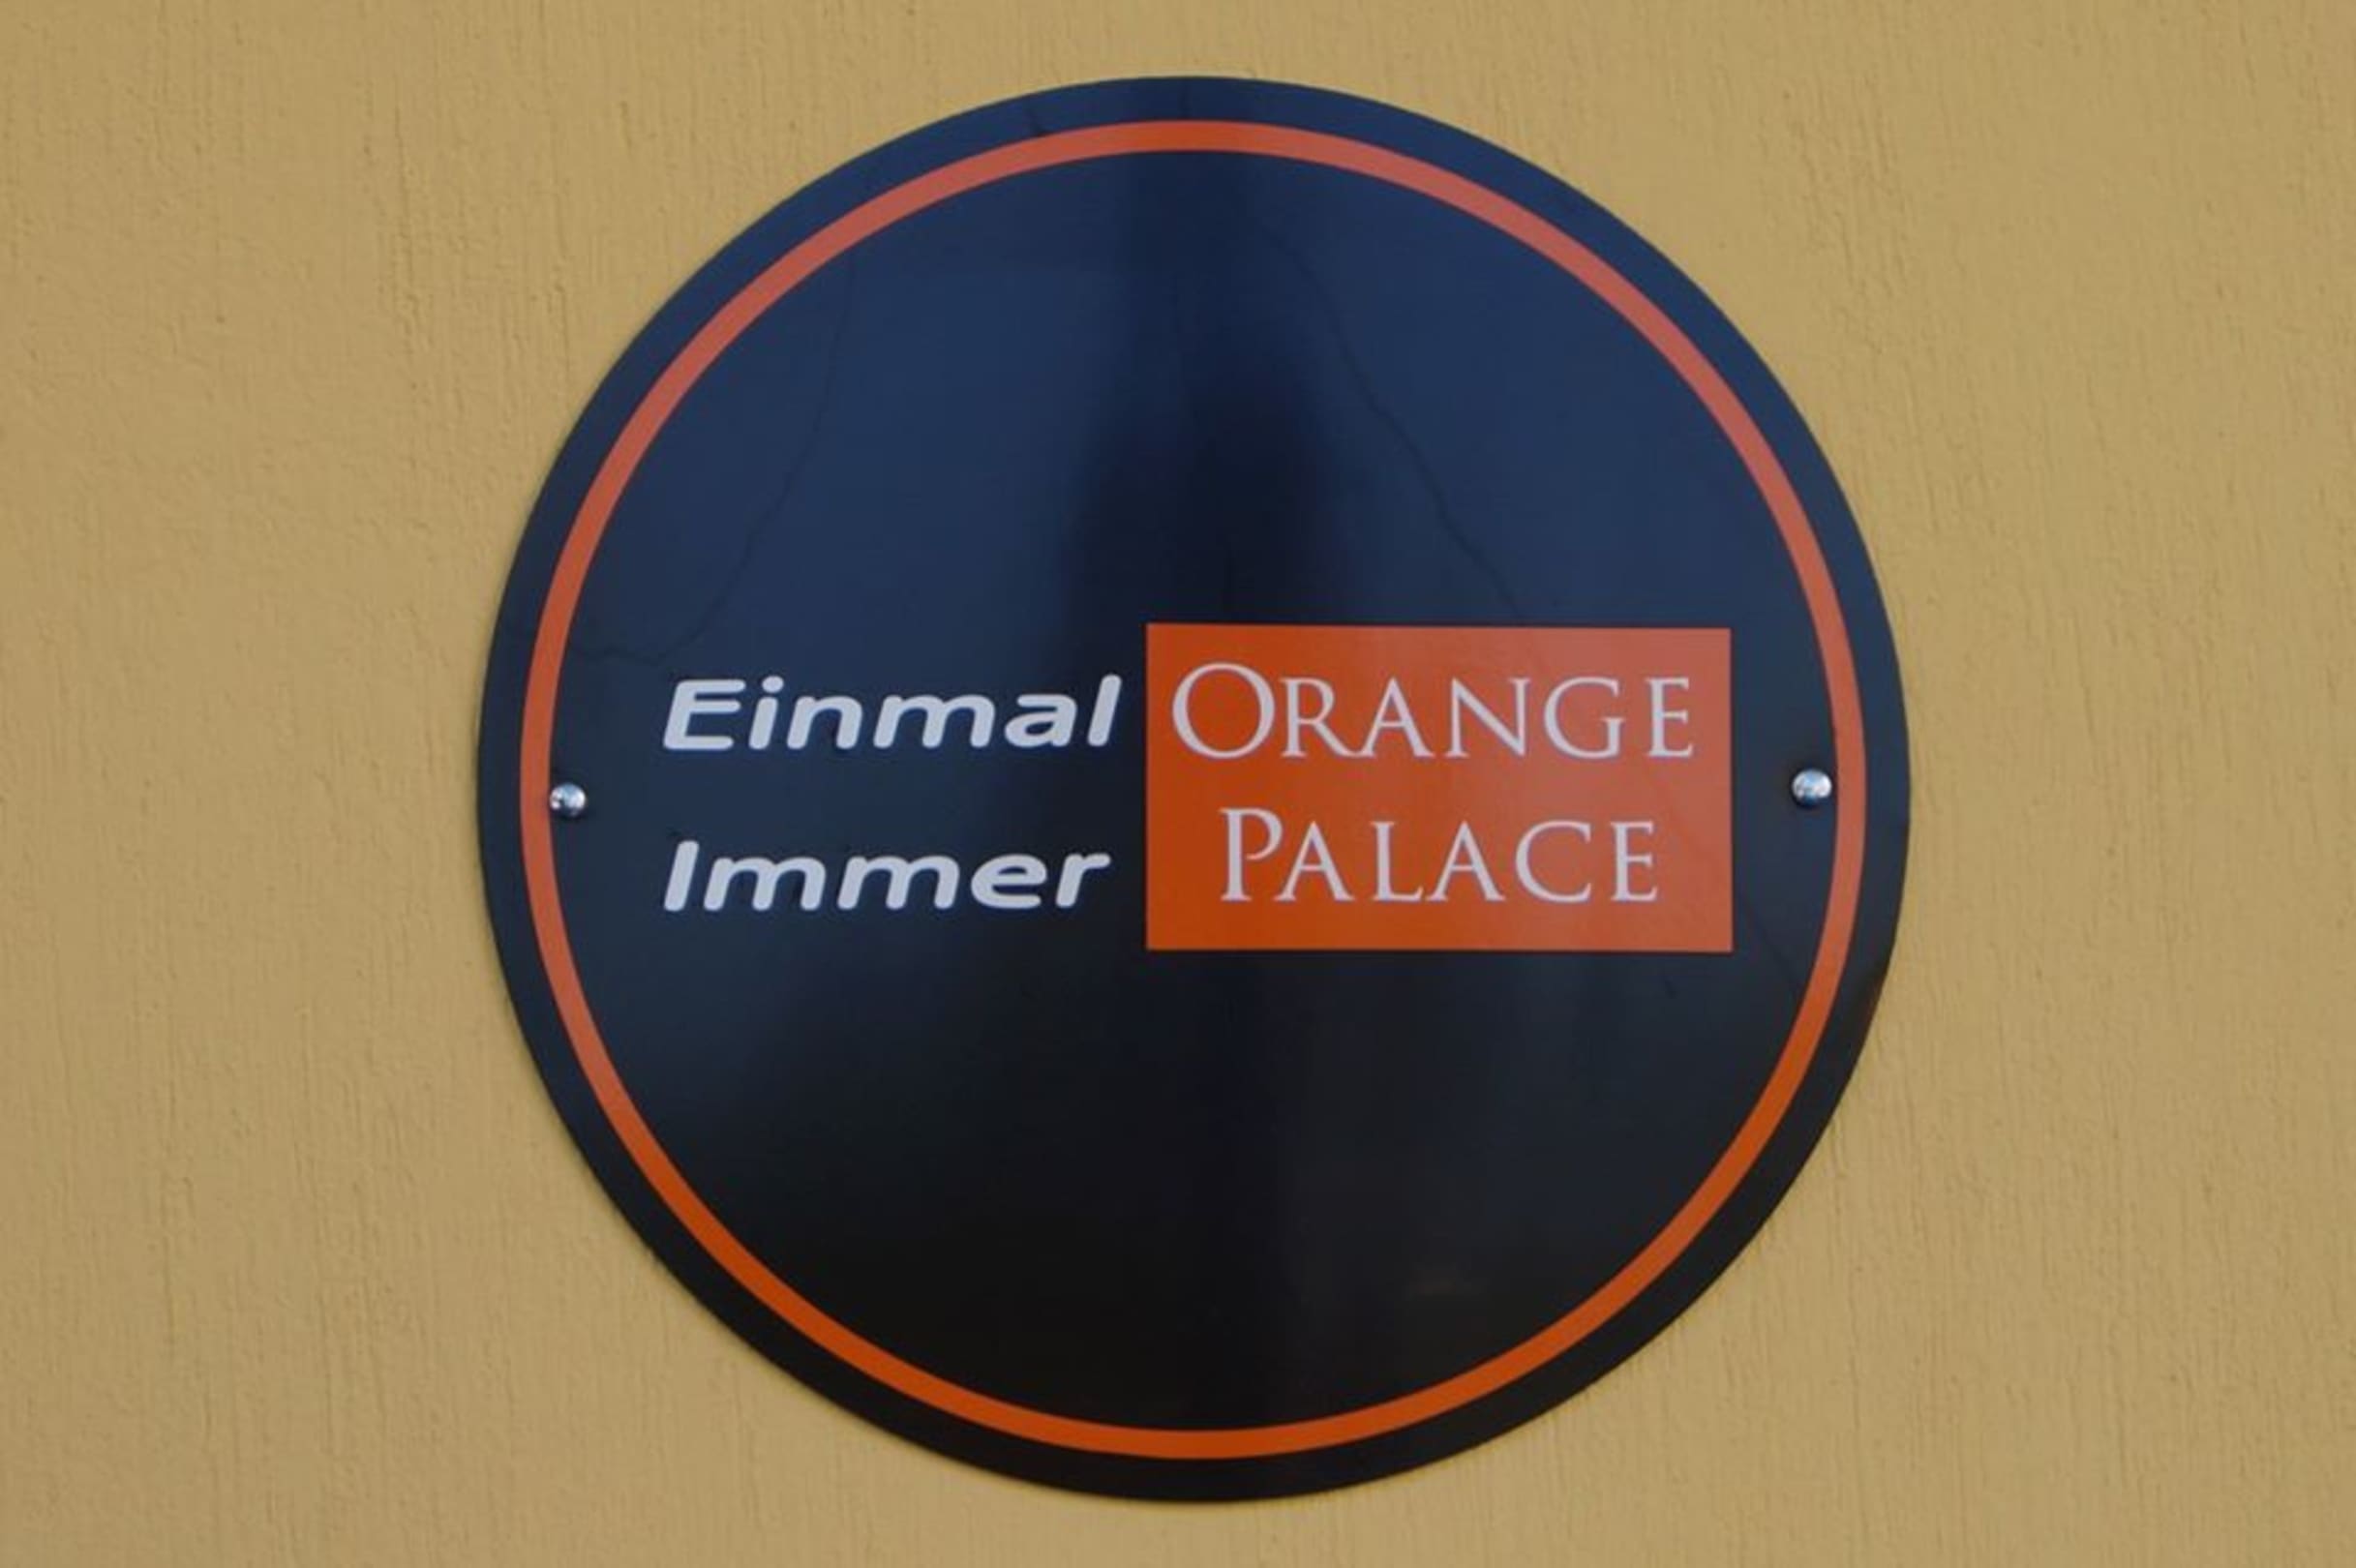 Einmal
Immer
ORANGE
PALACE